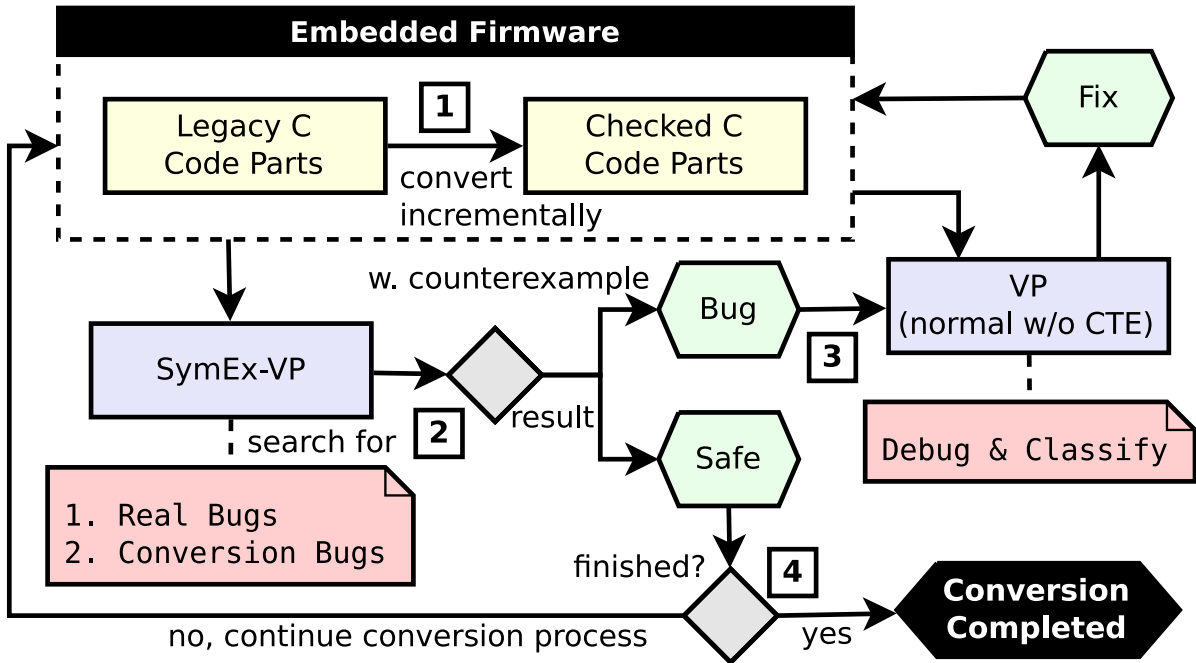 Embedded Firmware
Legacy C
Code Parts
1
convert
incrementally
Checked C
Code Parts
Fix
w. counterexample
Bug
3
VP
(normal w/o CTE)
Debug & Classify
SymEx-VP
2
result
search for
1. Real Bugs
2. Conversion Bugs
Safe
finished?
4
no, continue conversion process
yes
Conversion
Completed